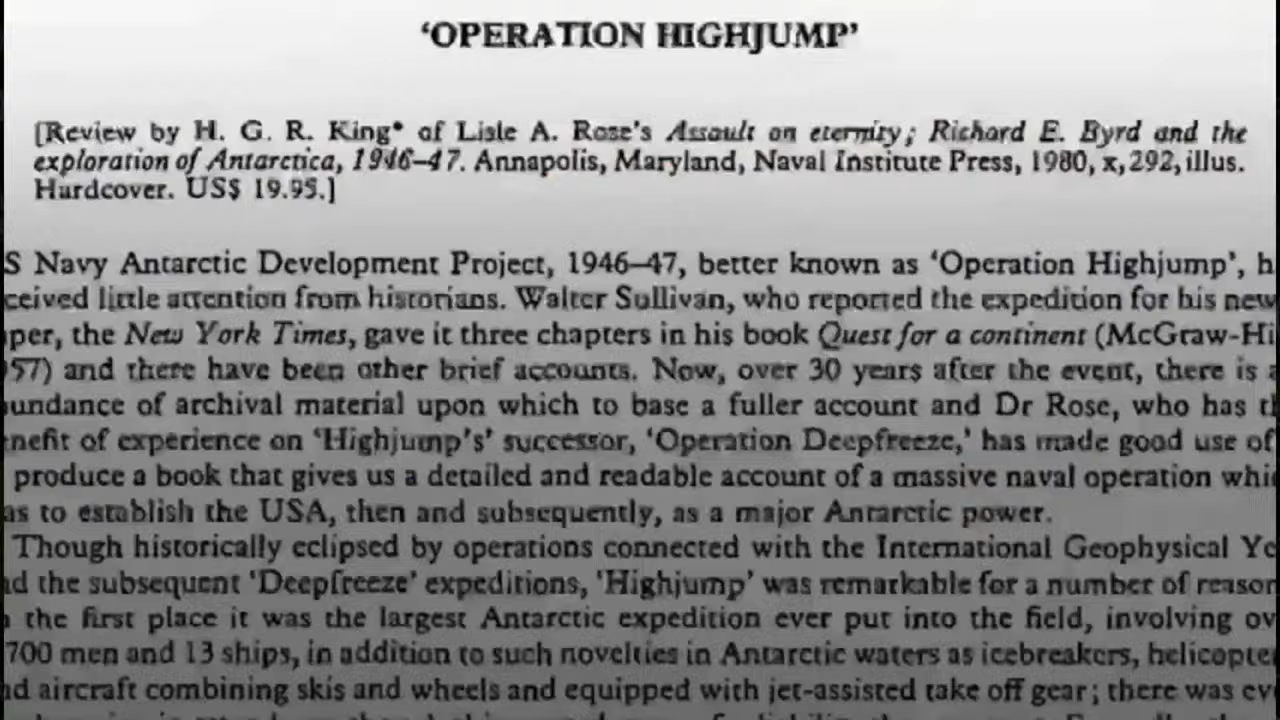 ‘OPERATION HIGHJUMP’
[Review by H. G. R. King* of Lisle A. Rose's Assault on eternity; Richard E. Byrd and the
exploration of Antarctica, 1946–47. Annapolis, Maryland, Naval Institute Press, 1980, x, 292, illus.
Hardcover. US$ 19.95.]
S Navy Antarctic Development Project, 1946–47, better known as ‘Operation Highjump’, h
ceived little attention from historians. Walter Sullivan, who reported the expedition for his new
per, the New York Times, gave it three chapters in his book Quest for a continent (McGraw-Hi
57) and there have been other brief accounts. Now, over 30 years after the event, there is a
undance of archival material upon which to base a fuller account and Dr Rose, who has th
nefit of experience on ‘Highjump's’ successor, ‘Operation Deepfreeze,’ has made good use of
produce a book that gives us a detailed and readable account of a massive naval operation whic
as to establish the USA, then and subsequently, as a major Antarctic power.
Though historically eclipsed by operations connected with the International Geophysical Ye
d the subsequent ‘Deepfreeze’ expeditions, ‘Highjump’ was remarkable for a number of reason
the first place it was the largest Antarctic expedition ever put into the field, involving ov
700 men and 13 ships, in addition to such novelties in Antarctic waters as icebreakers, helicopter
d aircraft combining skis and wheels and equipped with jet-assisted take off gear; there was eve